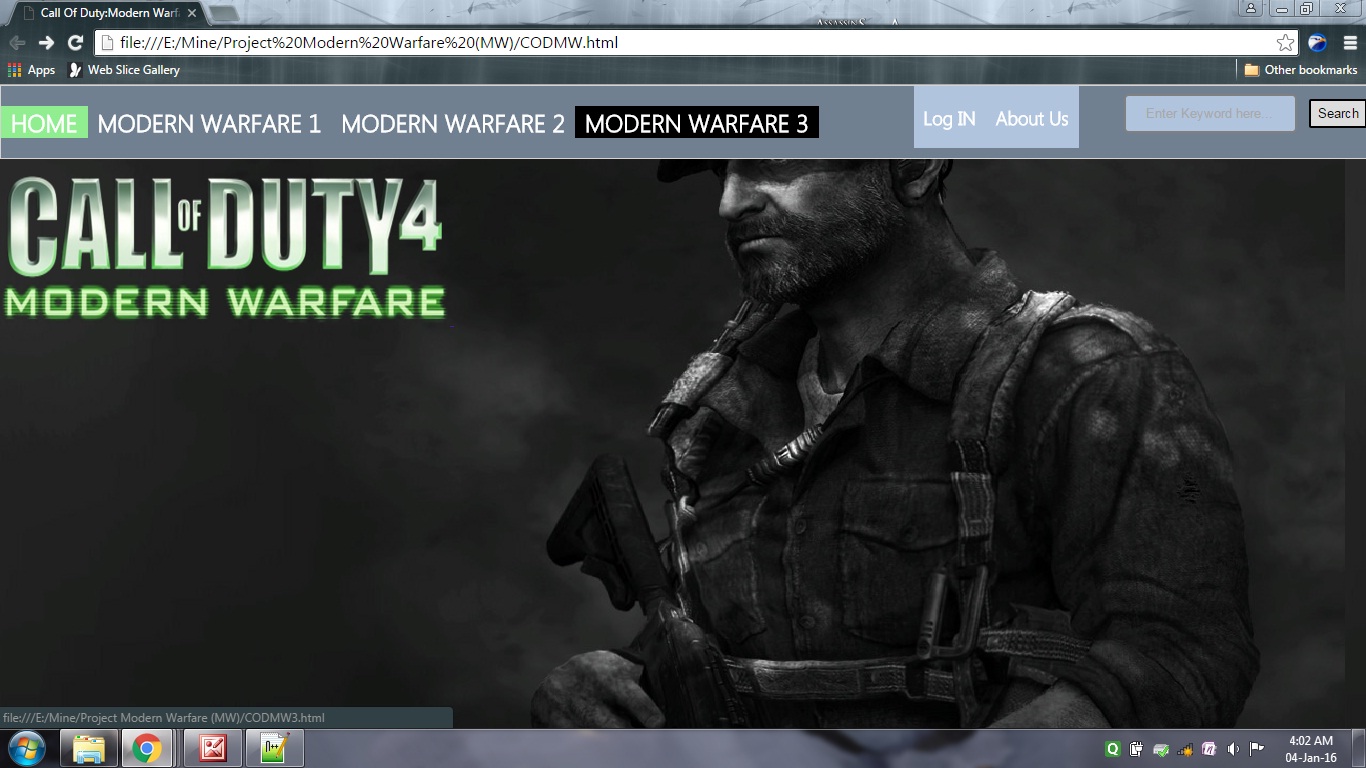 Call Of Duty:Modern Warf
file:///E:/Mine/Project%20Modern%20Warfare%20(MW)/CODMW.html
Apps Web Slice Gallery Other bookmarks
HOME MODERN WARFARE 1 MODERN WARFARE 2 MODERN WARFARE 3 Log IN About Us Enter Keyword here... Search
CALL OF DUTY 4
MODERN WARFARE
file:///E:/Mine/Project Modern Warfare (MW)/CODMW3.html
4:02 AM
04-Jan-16